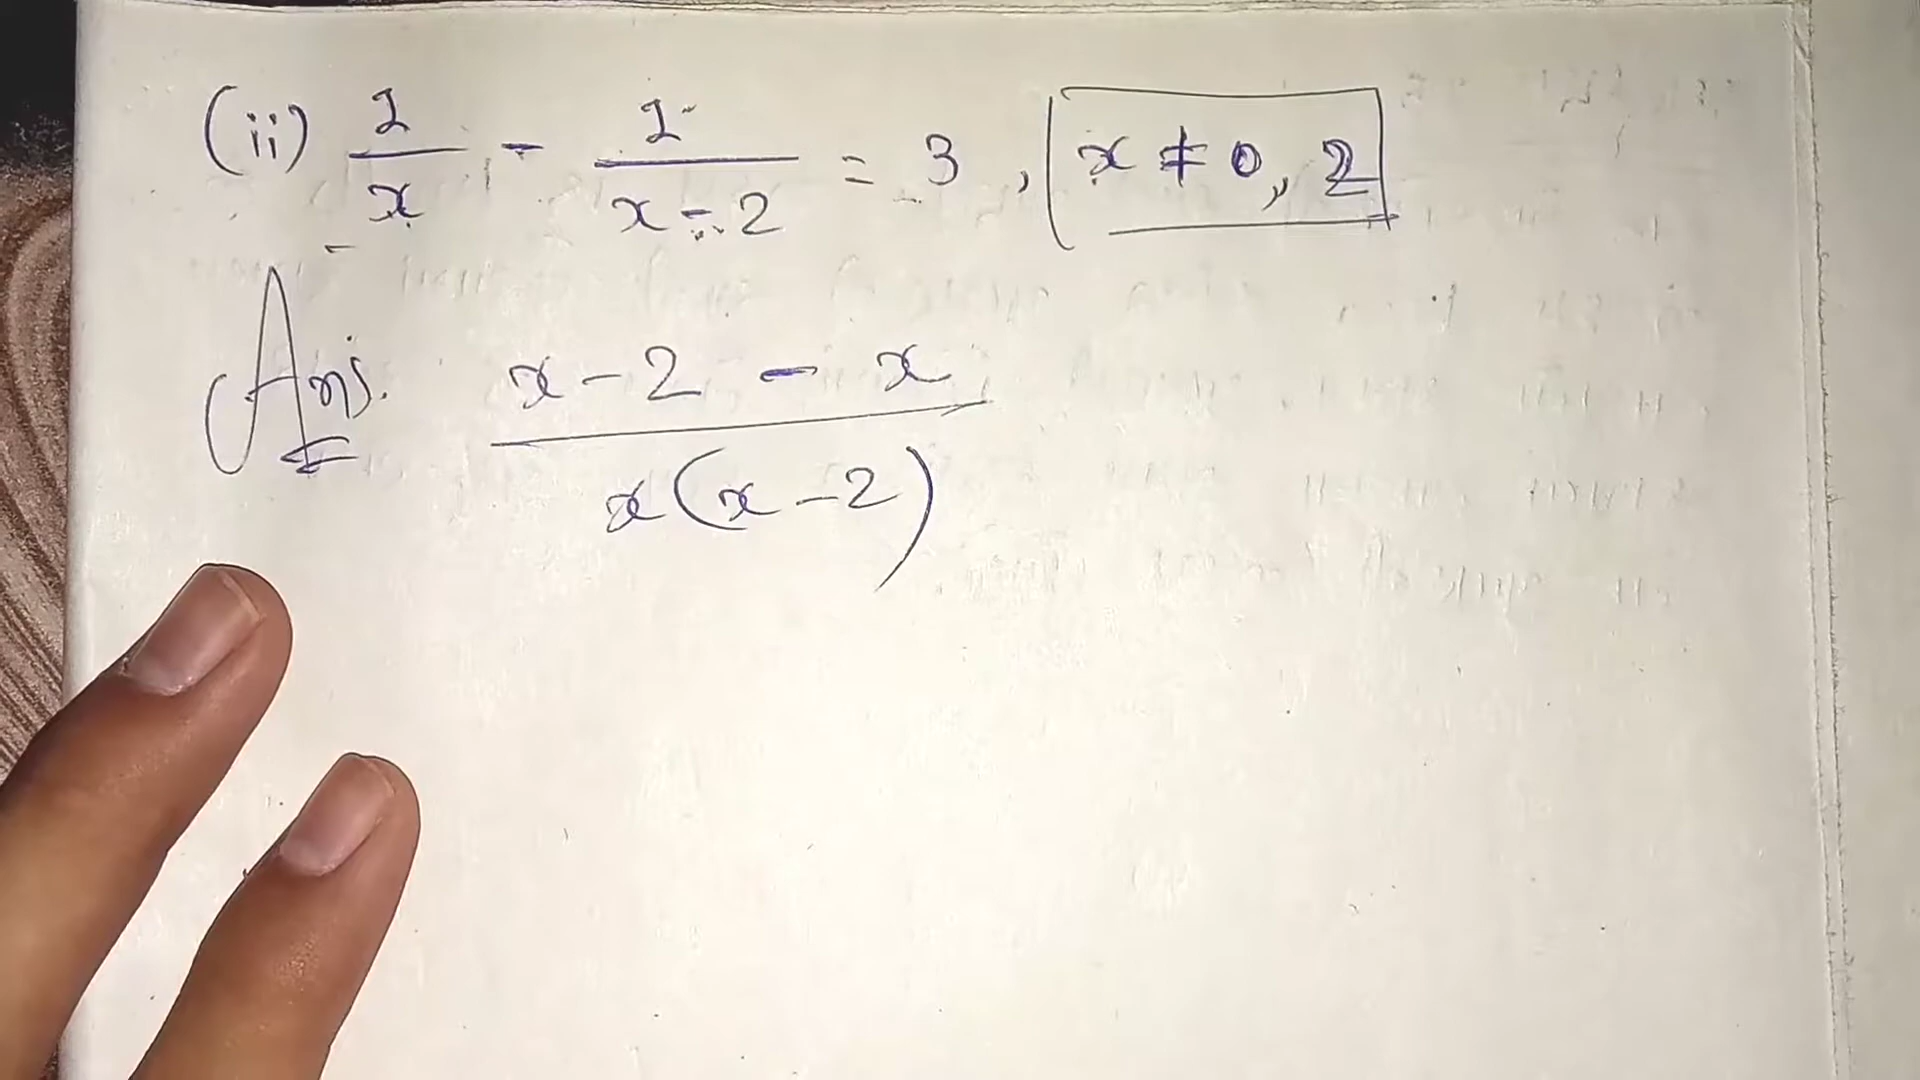 (ii) 1/x - 1/(x-2) = 3 , x ≠ 0, 2
Ans. (x-2 - x)/(x(x-2))